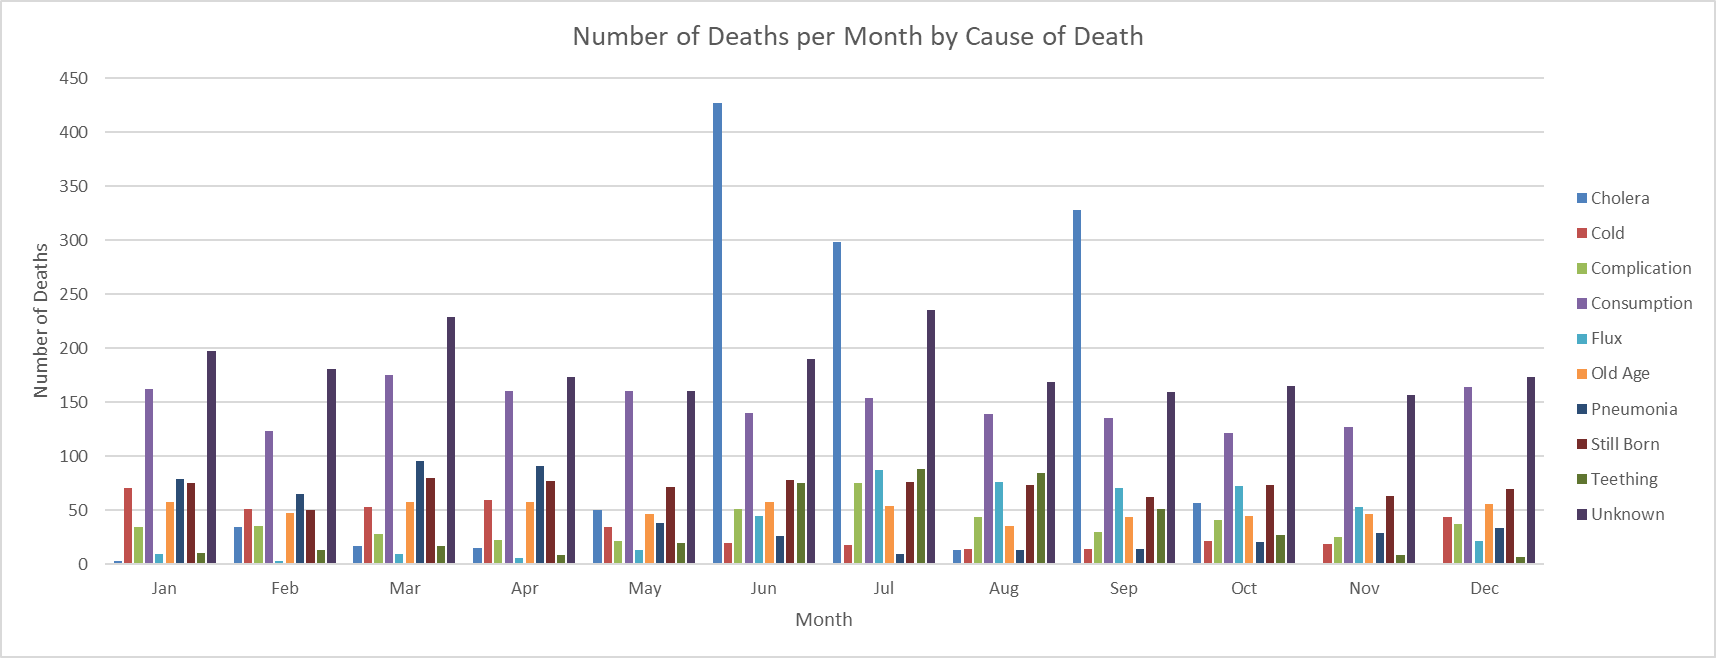 Number of Deaths per Month by Cause of Death
450
400
350
300
250
200
150
100
50
0
Number of Deaths
Jan Feb Mar Apr May Jun Jul Aug Sep Oct Nov Dec
Month
Cholera
Cold
Complication
Consumption
Flux
Old Age
Pneumonia
Still Born
Teething
Unknown